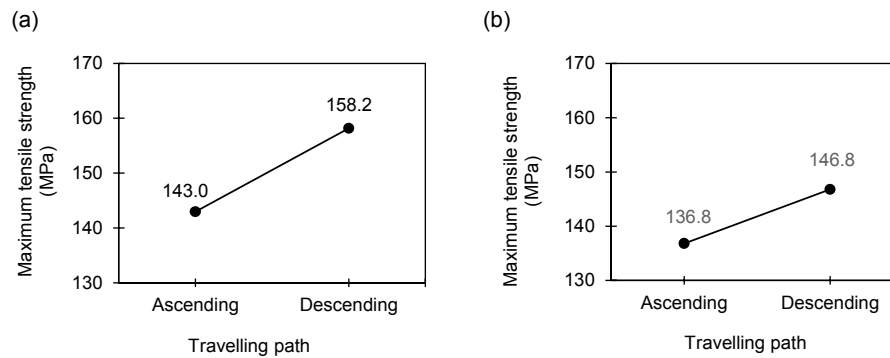 (a)
Maximum tensile strength
(MPa)
170
160
150
140
130
143.0
158.2
Ascending
Descending
Travelling path
(b)
Maximum tensile strength
(MPa)
170
160
150
140
130
136.8
146.8
Ascending
Descending
Travelling path